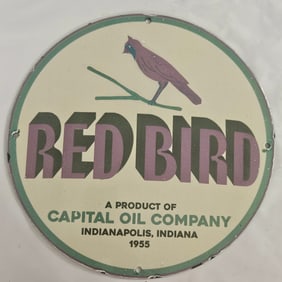 RED BIRD
A PRODUCT OF
CAPITAL OIL COMPANY
INDIANAPOLIS, INDIANA
1955